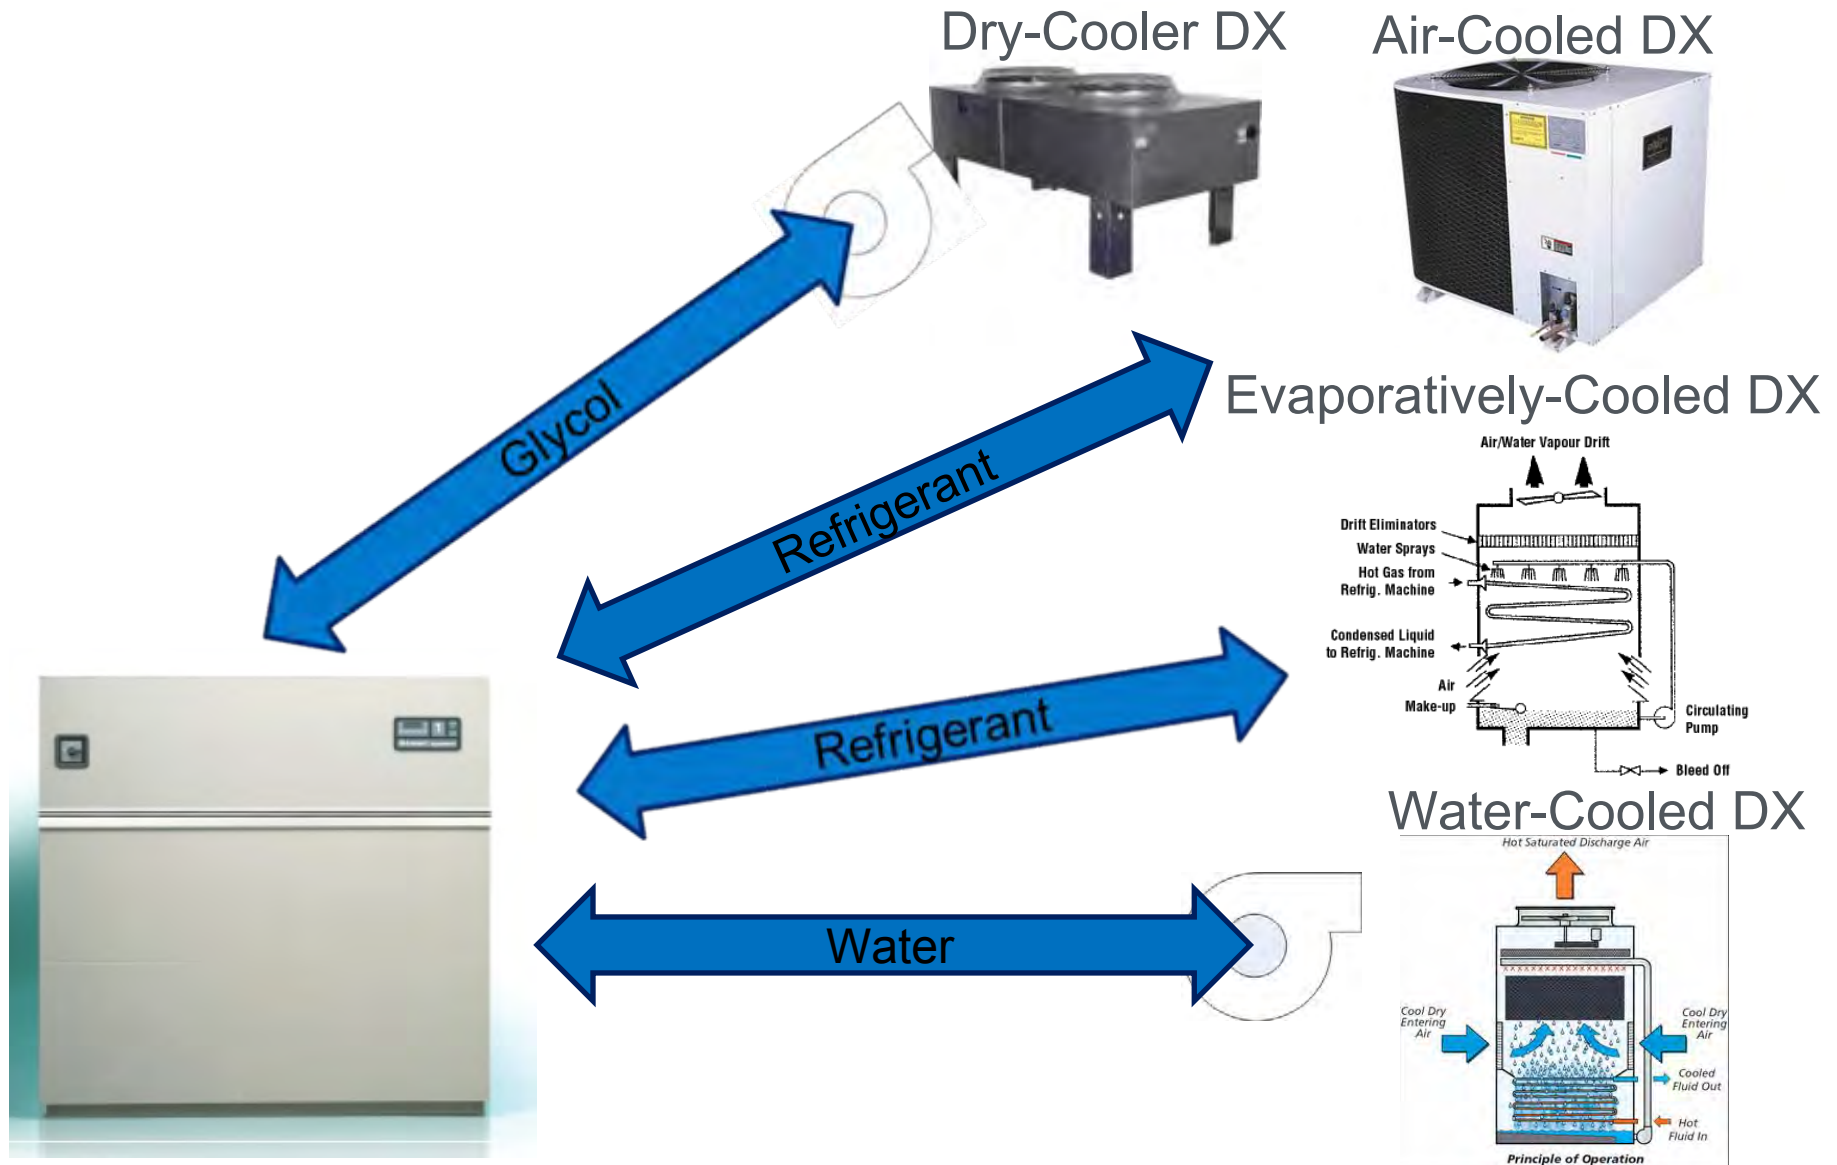 Dry-Cooler DX
Air-Cooled DX
Glycol
Refrigerant
Evaporatively-Cooled DX
Air/Water Vapour Drift
Drift Eliminators
Water Sprays
Hot Gas from
Refrig. Machine
Condensed Liquid
to Refrig. Machine
Air
Make-up
Circulating
Pump
Bleed Off
Refrigerant
Water-Cooled DX
Hot Saturated Discharge Air
Water
Cool Dry
Entering
Air
Cool Dry
Entering
Air
Cooled
Fluid Out
Hot
Fluid In
Principle of Operation